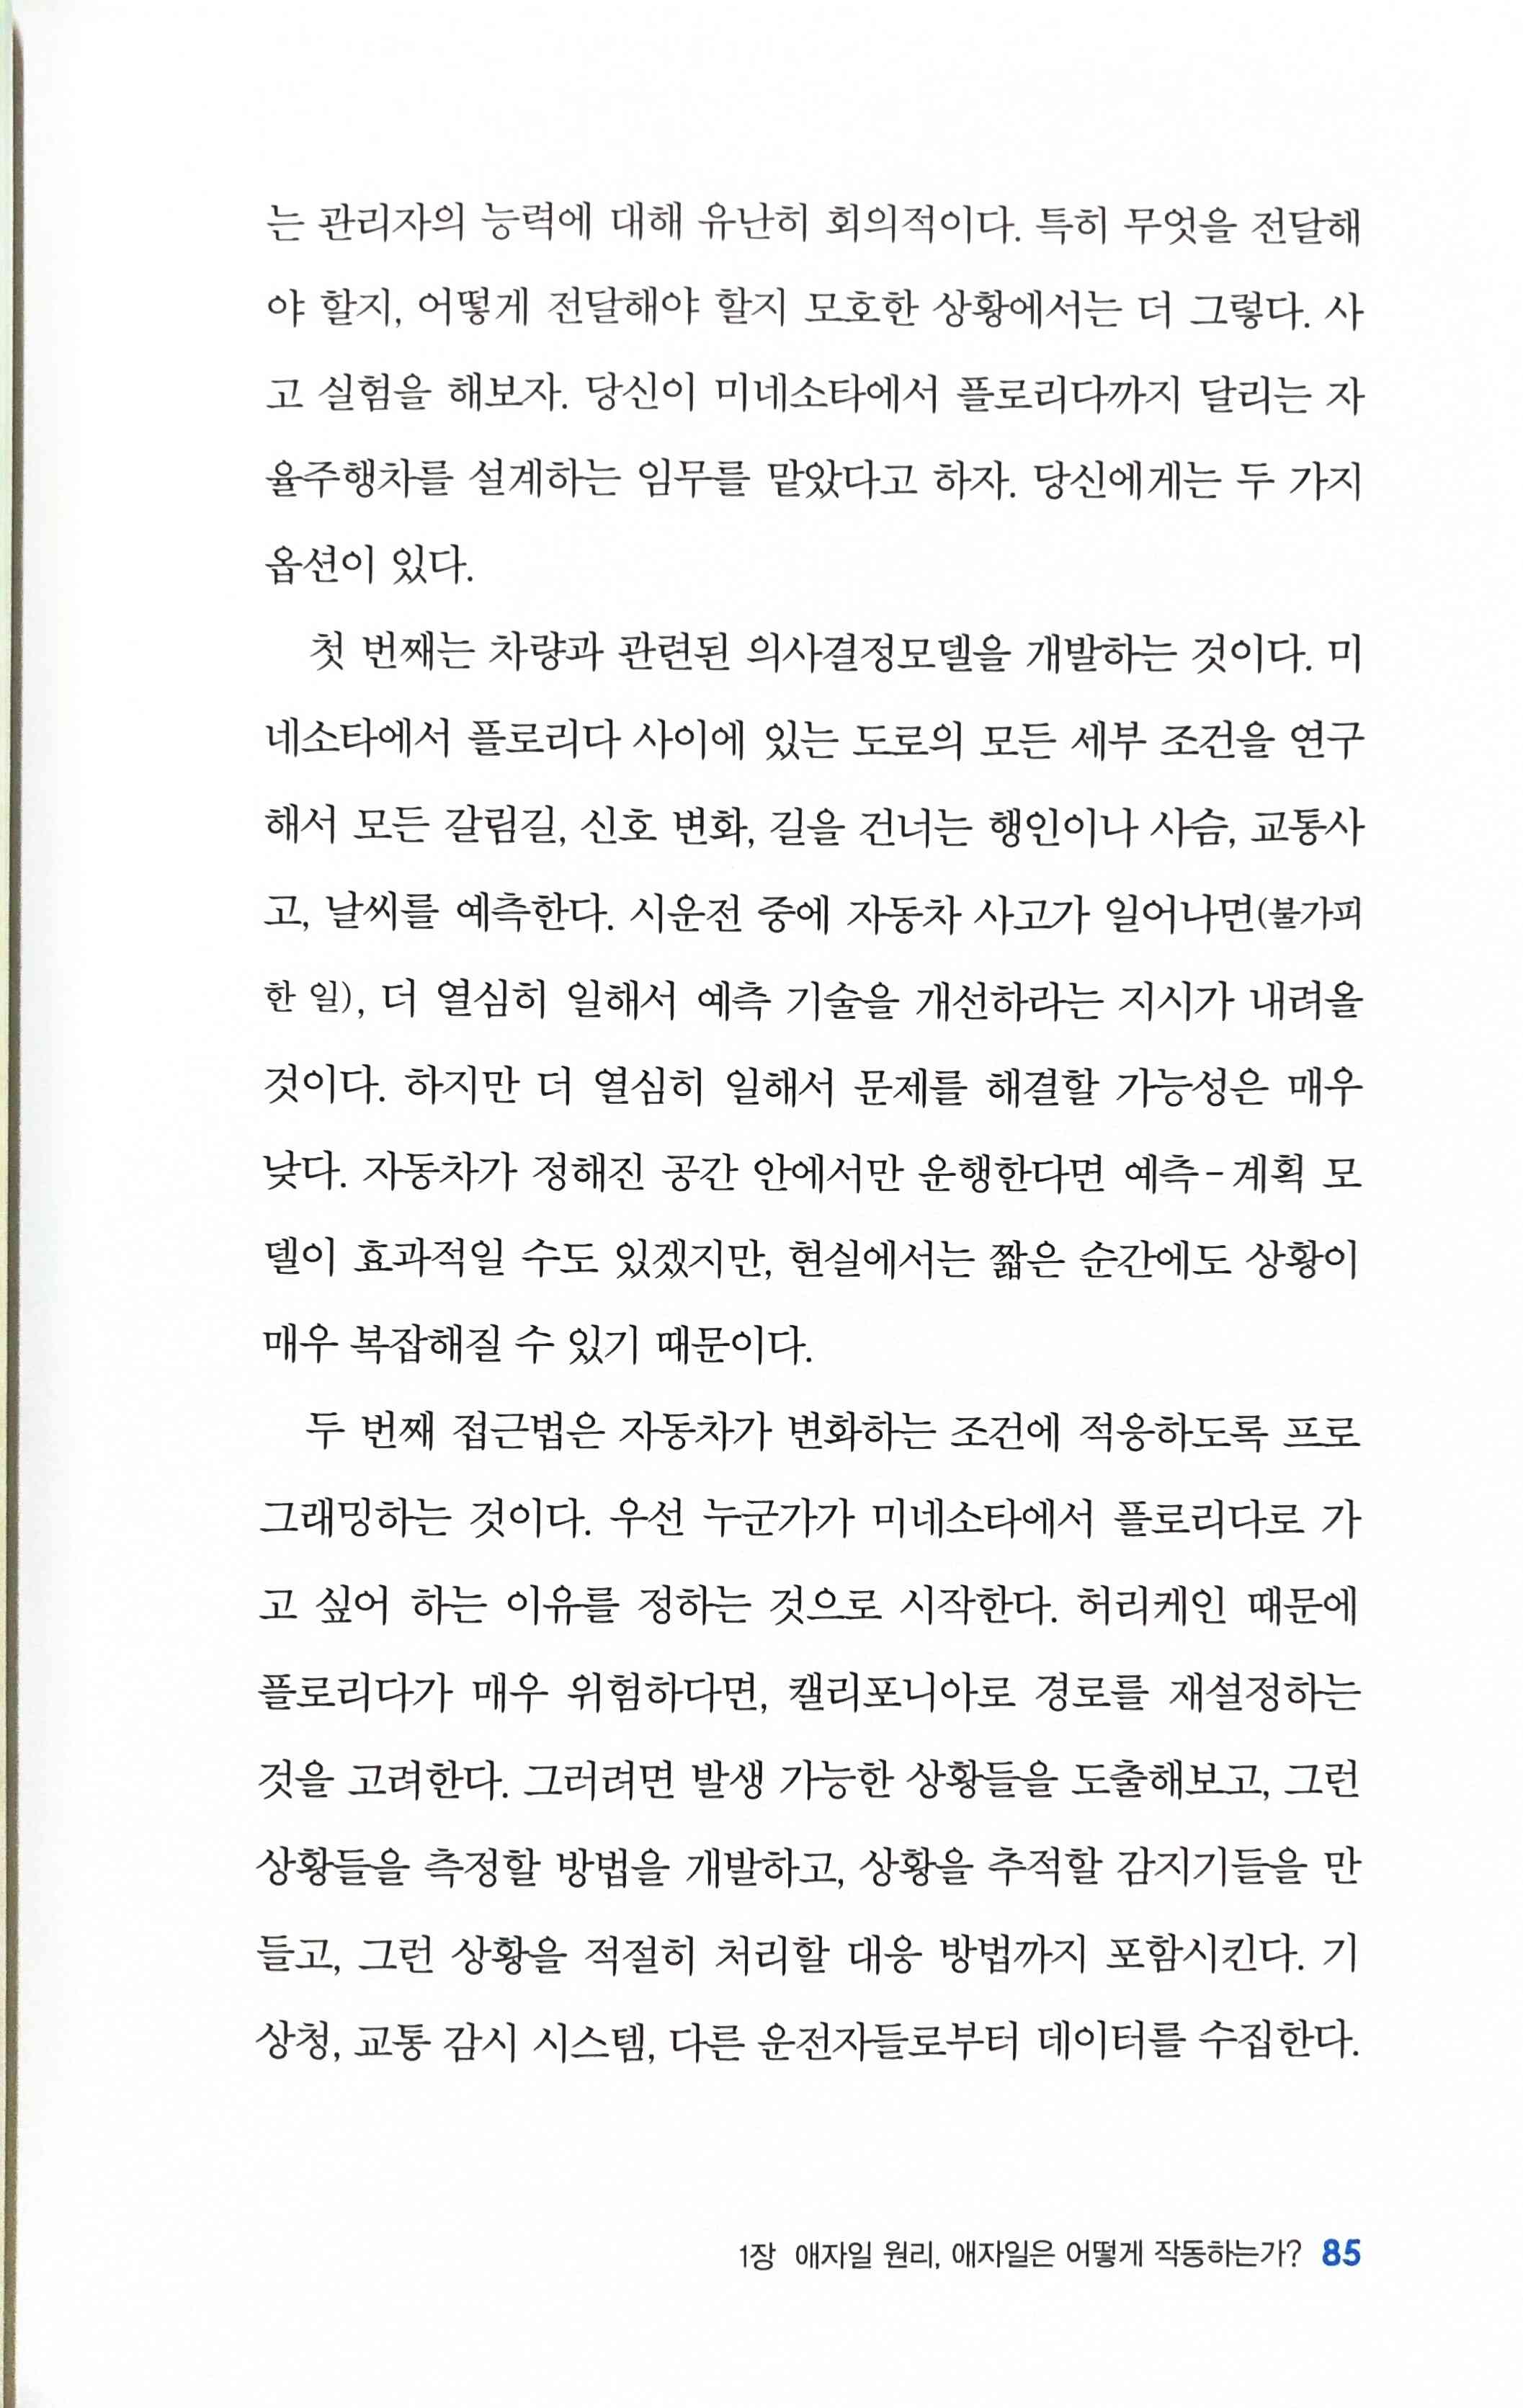 는 관리자의 능력에 대해 유난히 회의적이다. 특히 무엇을 전달해
야 할지, 어떻게 전달해야 할지 모호한 상황에서는 더 그렇다. 사
고 실험을 해보자. 당신이 미네소타에서 플로리다까지 달리는 자
율주행차를 설계하는 임무를 맡았다고 하자. 당신에게는 두 가지
옵션이 있다.
첫 번째는 차량과 관련된 의사결정모델을 개발하는 것이다. 미
네소타에서 플로리다 사이에 있는 도로의 모든 세부 조건을 연구
해서 모든 갈림길, 신호 변화, 길을 건너는 행인이나 사슴, 교통사
고, 날씨를 예측한다. 시운전 중에 자동차 사고가 일어나면(불가피
한 일), 더 열심히 일해서 예측 기술을 개선하라는 지시가 내려올
것이다. 하지만 더 열심히 일해서 문제를 해결할 가능성은 매우
낮다. 자동차가 정해진 공간 안에서만 운행한다면 예측-계획 모
델이 효과적일 수도 있겠지만, 현실에서는 짧은 순간에도 상황이
매우 복잡해질 수 있기 때문이다.
두 번째 접근법은 자동차가 변화하는 조건에 적응하도록 프로
그래밍하는 것이다. 우선 누군가가 미네소타에서 플로리다로 가
고 싶어 하는 이유를 정하는 것으로 시작한다. 허리케인 때문에
플로리다가 매우 위험하다면, 캘리포니아로 경로를 재설정하는
것을 고려한다. 그러려면 발생 가능한 상황들을 도출해보고, 그런
상황들을 측정할 방법을 개발하고, 상황을 추적할 감지기들을 만
들고, 그런 상황을 적절히 처리할 대응 방법까지 포함시킨다. 기
상청, 교통 감시 시스템, 다른 운전자들로부터 데이터를 수집한다.
1장 애자일 원리, 애자일은 어떻게 작동하는가? 85